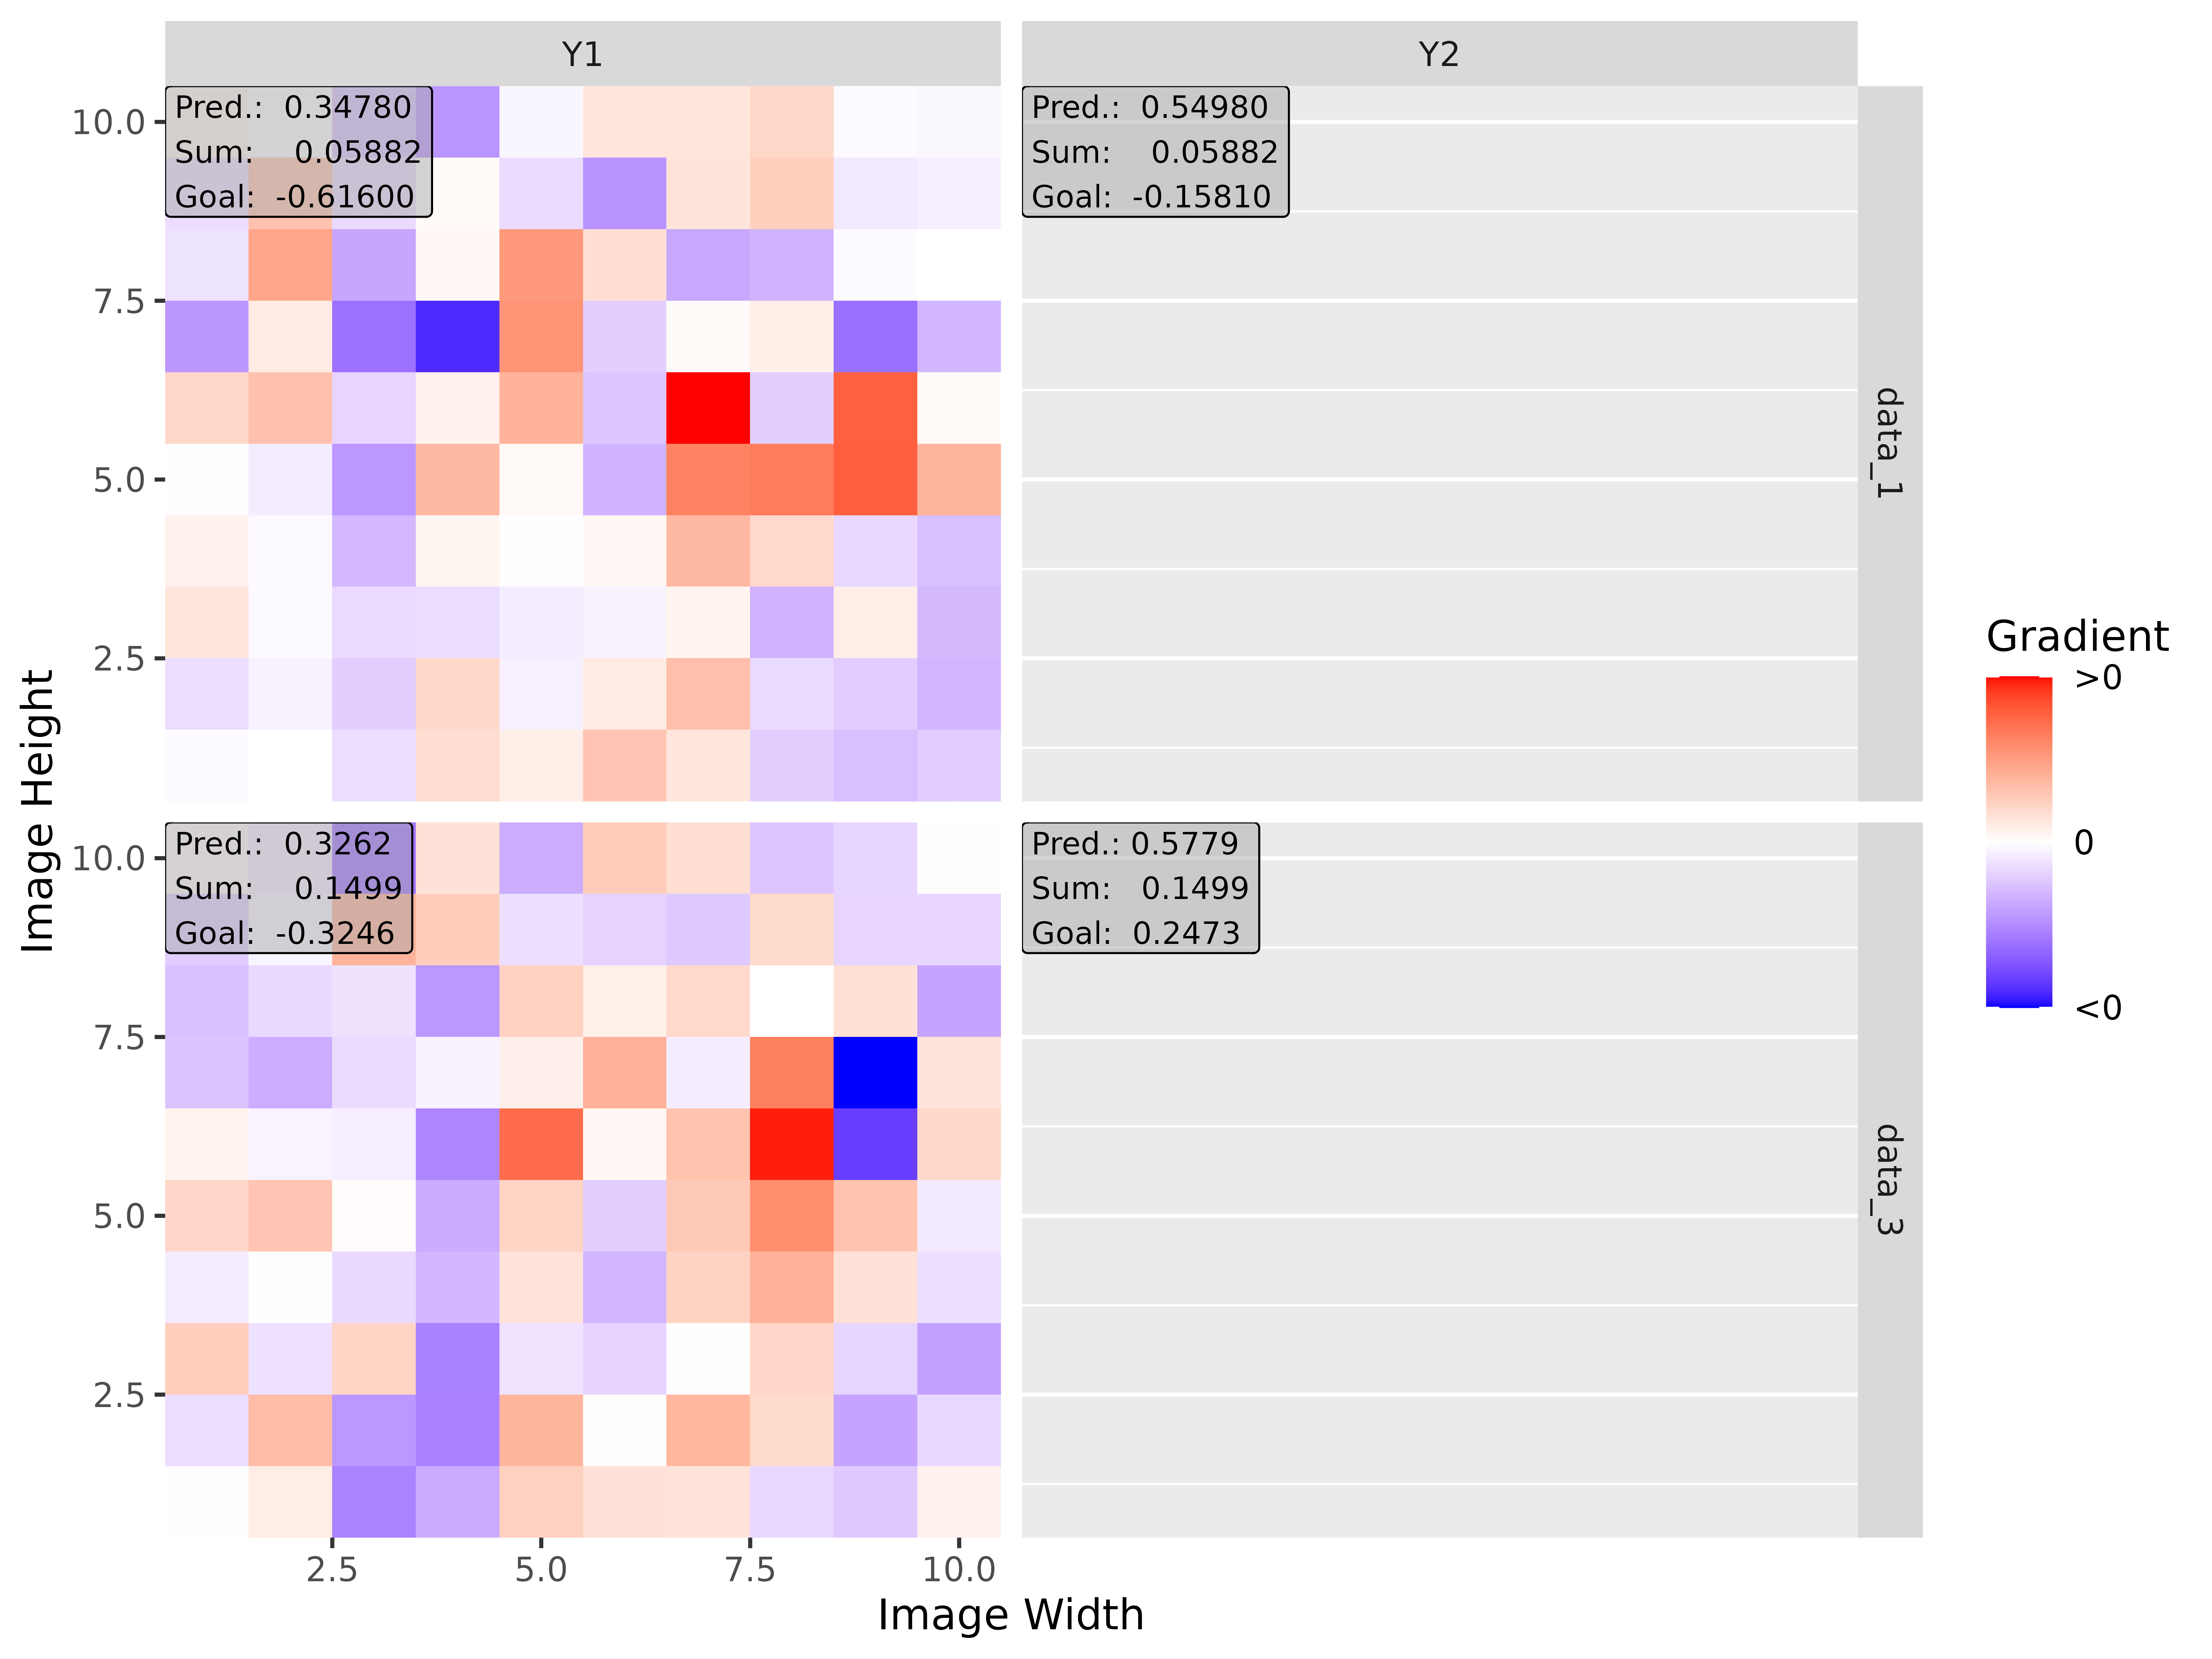 Y1
Y2
Pred.: 0.34780
Sum: 0.05882
Goal: -0.61600
Pred.: 0.54980
Sum: 0.05882
Goal: -0.15810
10.0
7.5
5.0
2.5
data_1
Pred.: 0.3262
Sum: 0.1499
Goal: -0.3246
Pred.: 0.5779
Sum: 0.1499
Goal: 0.2473
10.0
7.5
5.0
2.5
data_3
Image Height
2.5
5.0
7.5
10.0
Image Width
Gradient
>0
0
<0